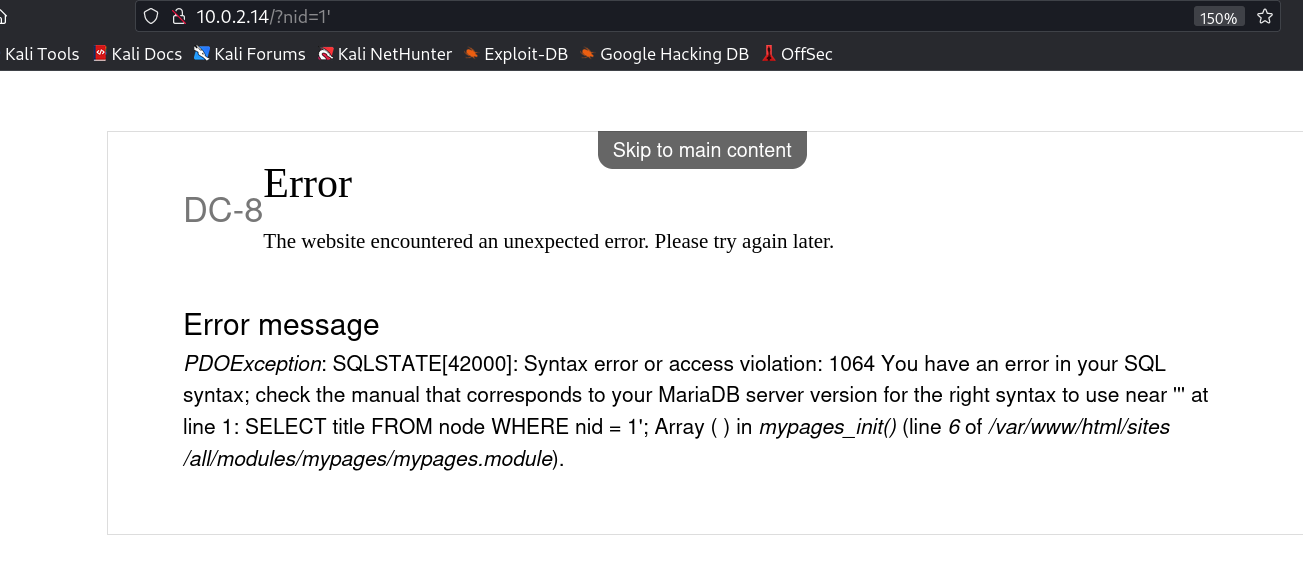 10.0.2.14/?nid=1'
150%
Kali Tools Kali Docs Kali Forums Kali NetHunter Exploit-DB Google Hacking DB OffSec
Skip to main content
Error
DC-8
The website encountered an unexpected error. Please try again later.
Error message
PDOException: SQLSTATE[42000]: Syntax error or access violation: 1064 You have an error in your SQL
syntax; check the manual that corresponds to your MariaDB server version for the right syntax to use near ''' at
line 1: SELECT title FROM node WHERE nid = 1'; Array ( ) in mypages_init() (line 6 of /var/www/html/sites
/all/modules/mypages/mypages.module).